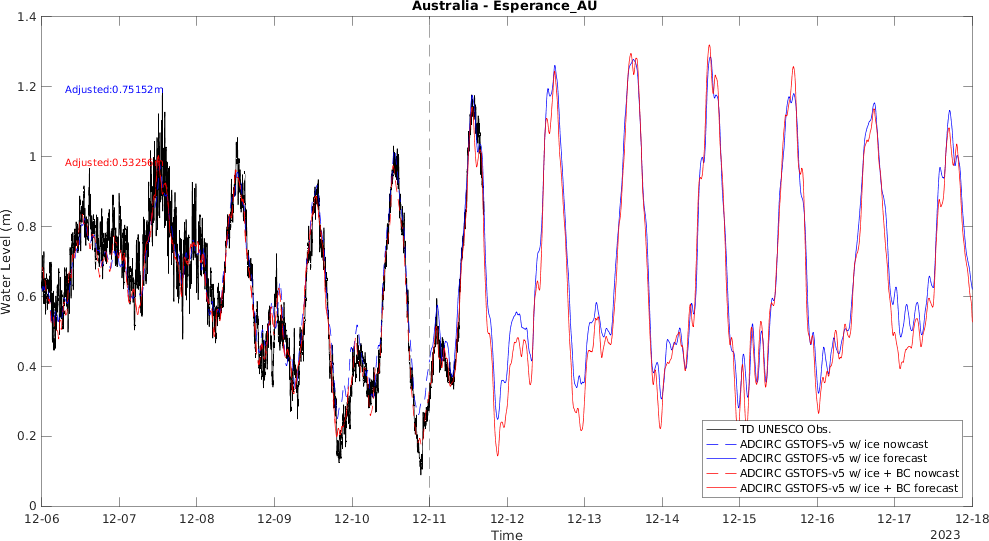 Australia - Esperance_AU
1.4
1.2
1
0.8
0.6
0.4
0.2
0
Water Level (m)
Adjusted:0.75152m
Adjusted:0.53256
TD UNESCO Obs.
ADCIRC GSTOFS-v5 w/ ice nowcast
ADCIRC GSTOFS-v5 w/ ice forecast
ADCIRC GSTOFS-v5 w/ ice + BC nowcast
ADCIRC GSTOFS-v5 w/ ice + BC forecast
12-06 12-07 12-08 12-09 12-10 12-11 12-12 12-13 12-14 12-15 12-16 12-17 12-18
Time
2023